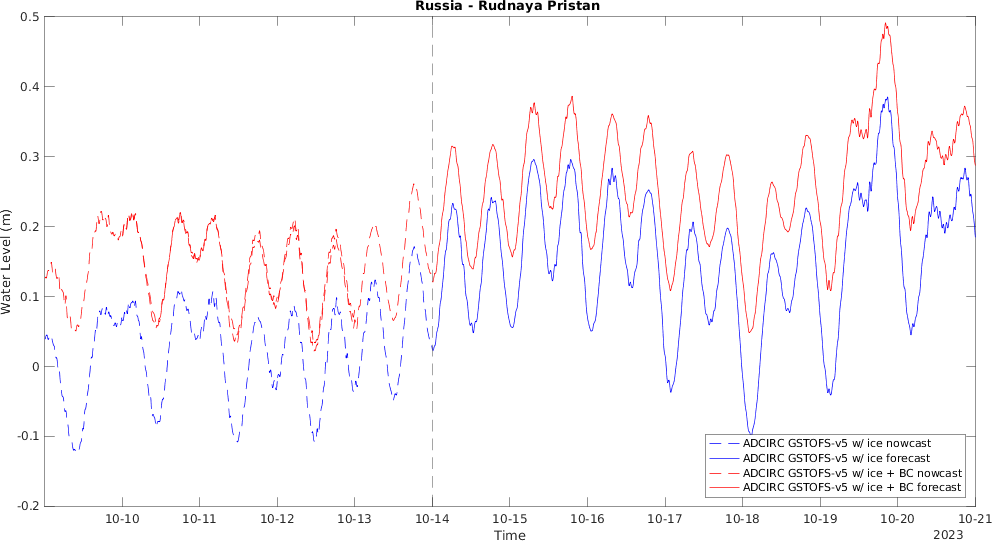 Russia - Rudnaya Pristan
0.5
0.4
0.3
0.2
0.1
0
-0.1
-0.2
Water Level (m)
ADCIRC GSTOFS-v5 w/ ice nowcast
ADCIRC GSTOFS-v5 w/ ice forecast
ADCIRC GSTOFS-v5 w/ ice + BC nowcast
ADCIRC GSTOFS-v5 w/ ice + BC forecast
10-10 10-11 10-12 10-13 10-14 10-15 10-16 10-17 10-18 10-19 10-20 10-21
Time
2023